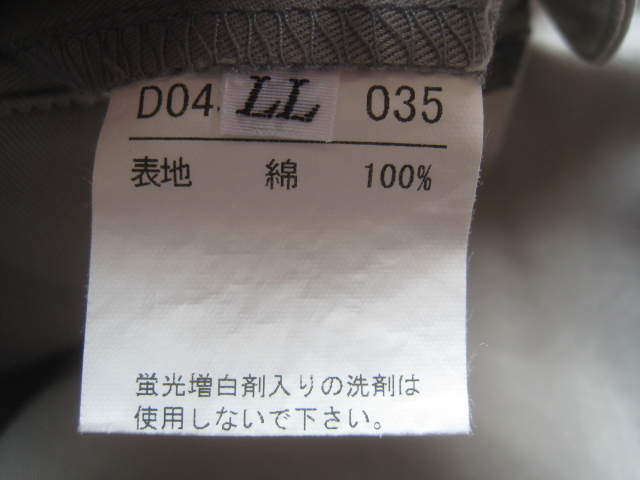 D04 LL 035
表地 綿 100%
蛍光増白剤入りの洗剤は
使用しないで下さい。